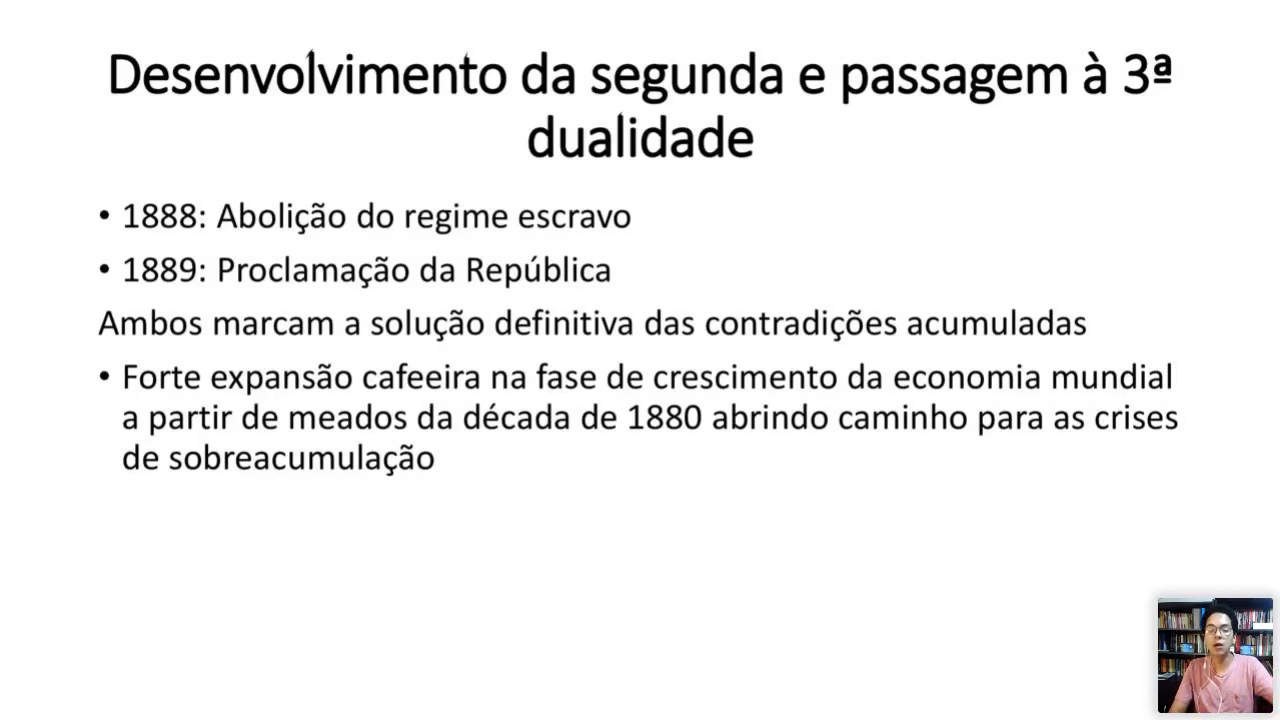 Desenvolvimento da segunda e passagem à 3ª
dualidade
• 1888: Abolição do regime escravo
• 1889: Proclamação da República
Ambos marcam a solução definitiva das contradições acumuladas
• Forte expansão cafeeira na fase de crescimento da economia mundial
a partir de meados da década de 1880 abrindo caminho para as crises
de sobreacumulação